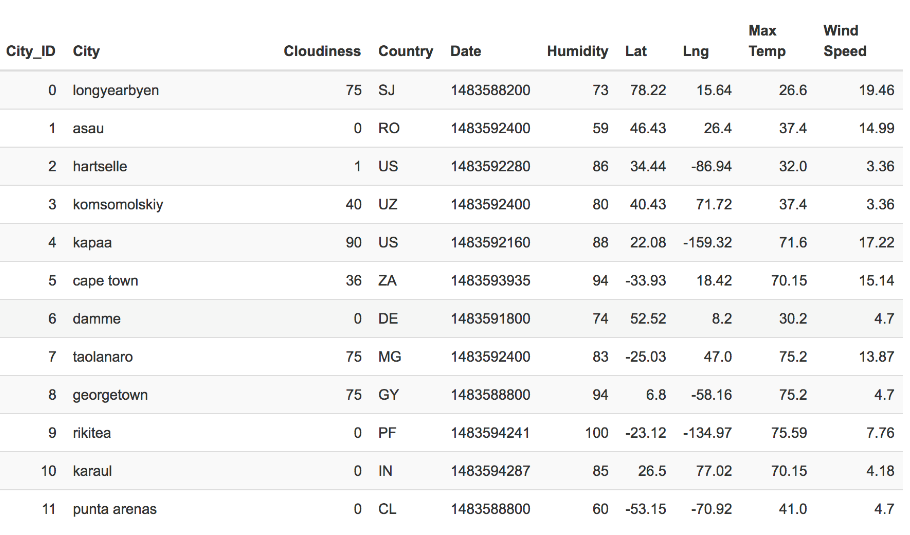 City_ID City Cloudiness Country Date Humidity Lat Lng Max Temp Wind Speed
0 longyearbyen 75 SJ 1483588200 73 78.22 15.64 26.6 19.46
1 asau 0 RO 1483592400 59 46.43 26.4 37.4 14.99
2 hartselle 1 US 1483592280 86 34.44 -86.94 32.0 3.36
3 komsomolskiy 40 UZ 1483592400 80 40.43 71.72 37.4 3.36
4 kapaa 90 US 1483592160 88 22.08 -159.32 71.6 17.22
5 cape town 36 ZA 1483593935 94 -33.93 18.42 70.15 15.14
6 damme 0 DE 1483591800 74 52.52 8.2 30.2 4.7
7 taolanaro 75 MG 1483592400 83 -25.03 47.0 75.2 13.87
8 georgetown 75 GY 1483588800 94 6.8 -58.16 75.2 4.7
9 rikitea 0 PF 1483594241 100 -23.12 -134.97 75.59 7.76
10 karaul 0 IN 1483594287 85 26.5 77.02 70.15 4.18
11 punta arenas 0 CL 1483588800 60 -53.15 -70.92 41.0 4.7